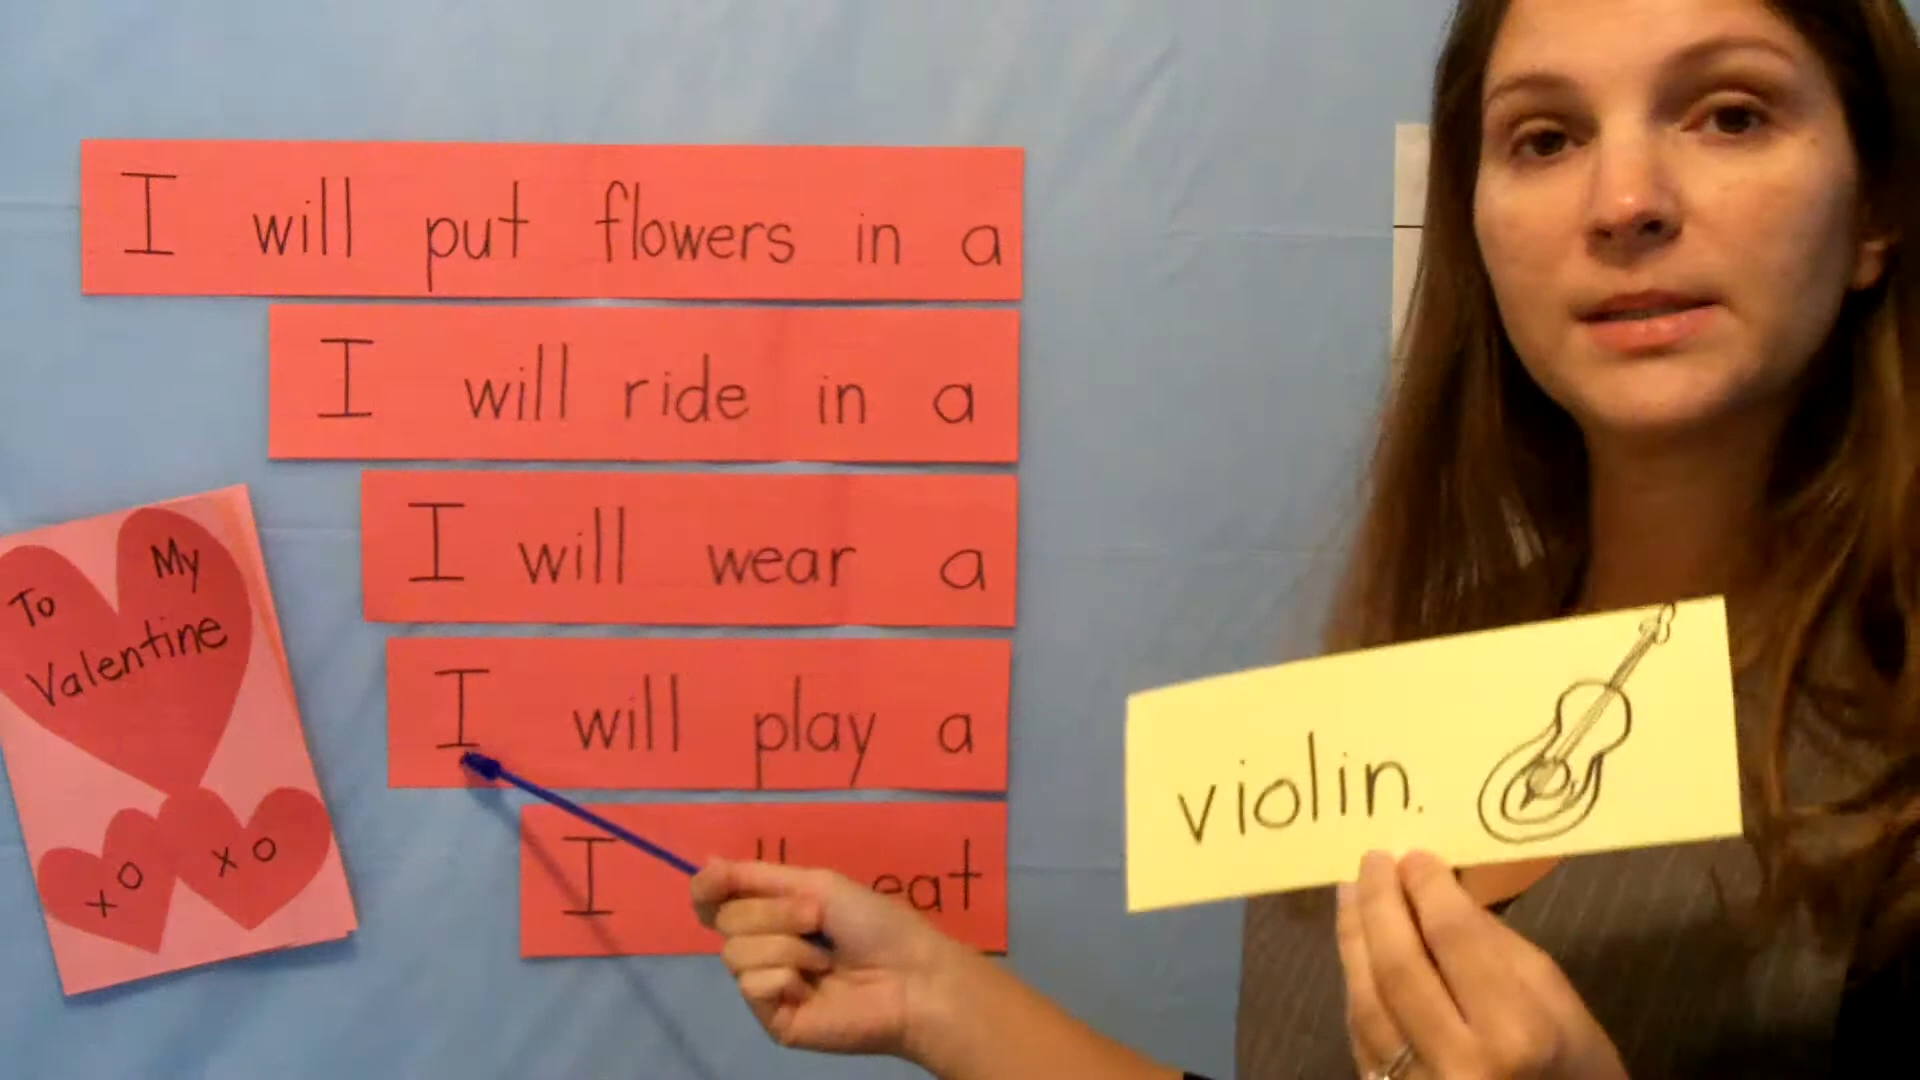 I will put flowers in a
I will ride in a
I will wear a
I will play a
I eat
violin.
To My
Valentine
x o x o